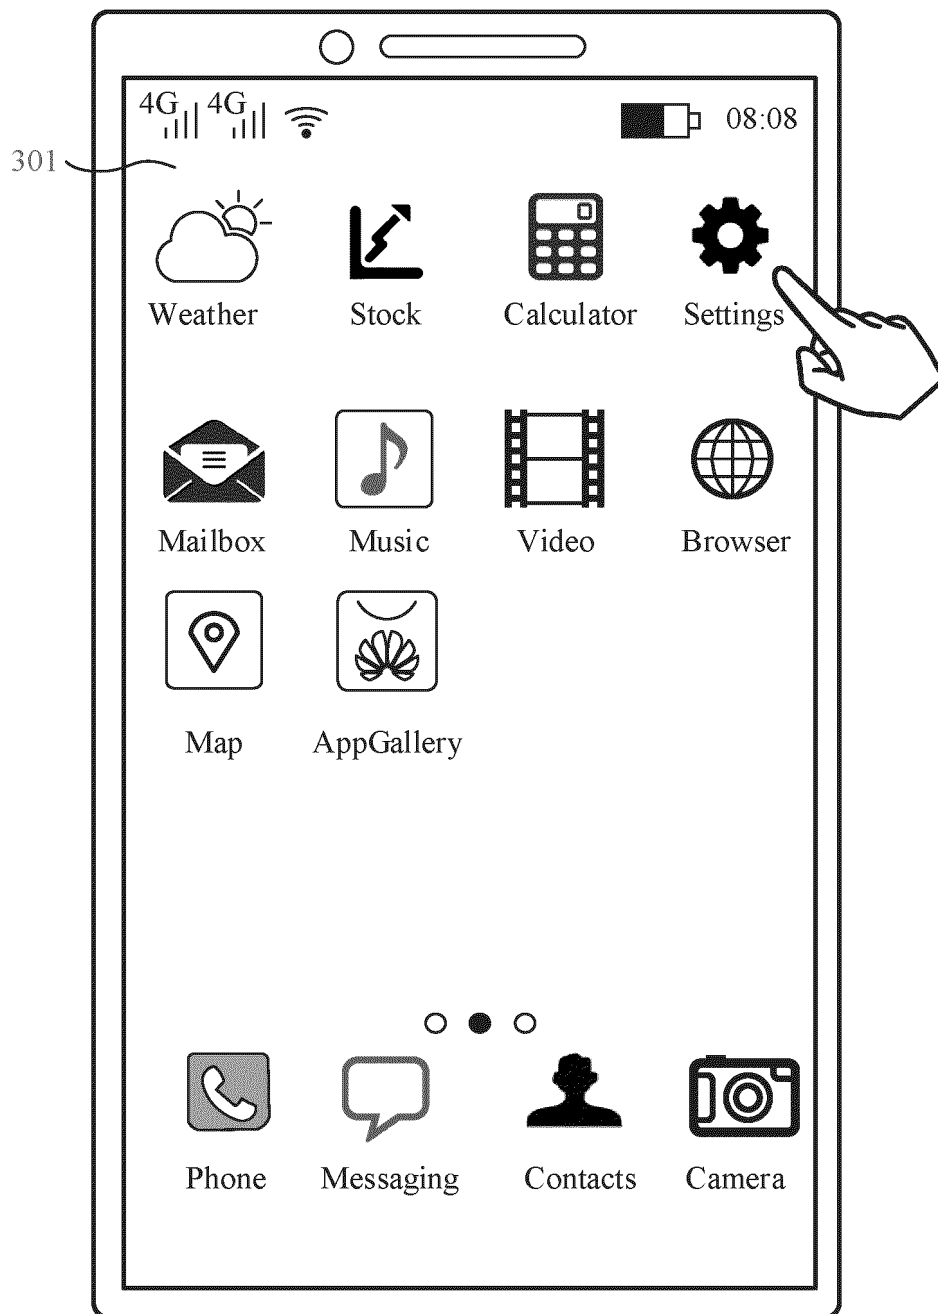 4G 4G 08:08
301
Weather Stock Calculator Settings
Mailbox Music Video Browser
Map AppGallery
Phone Messaging Contacts Camera